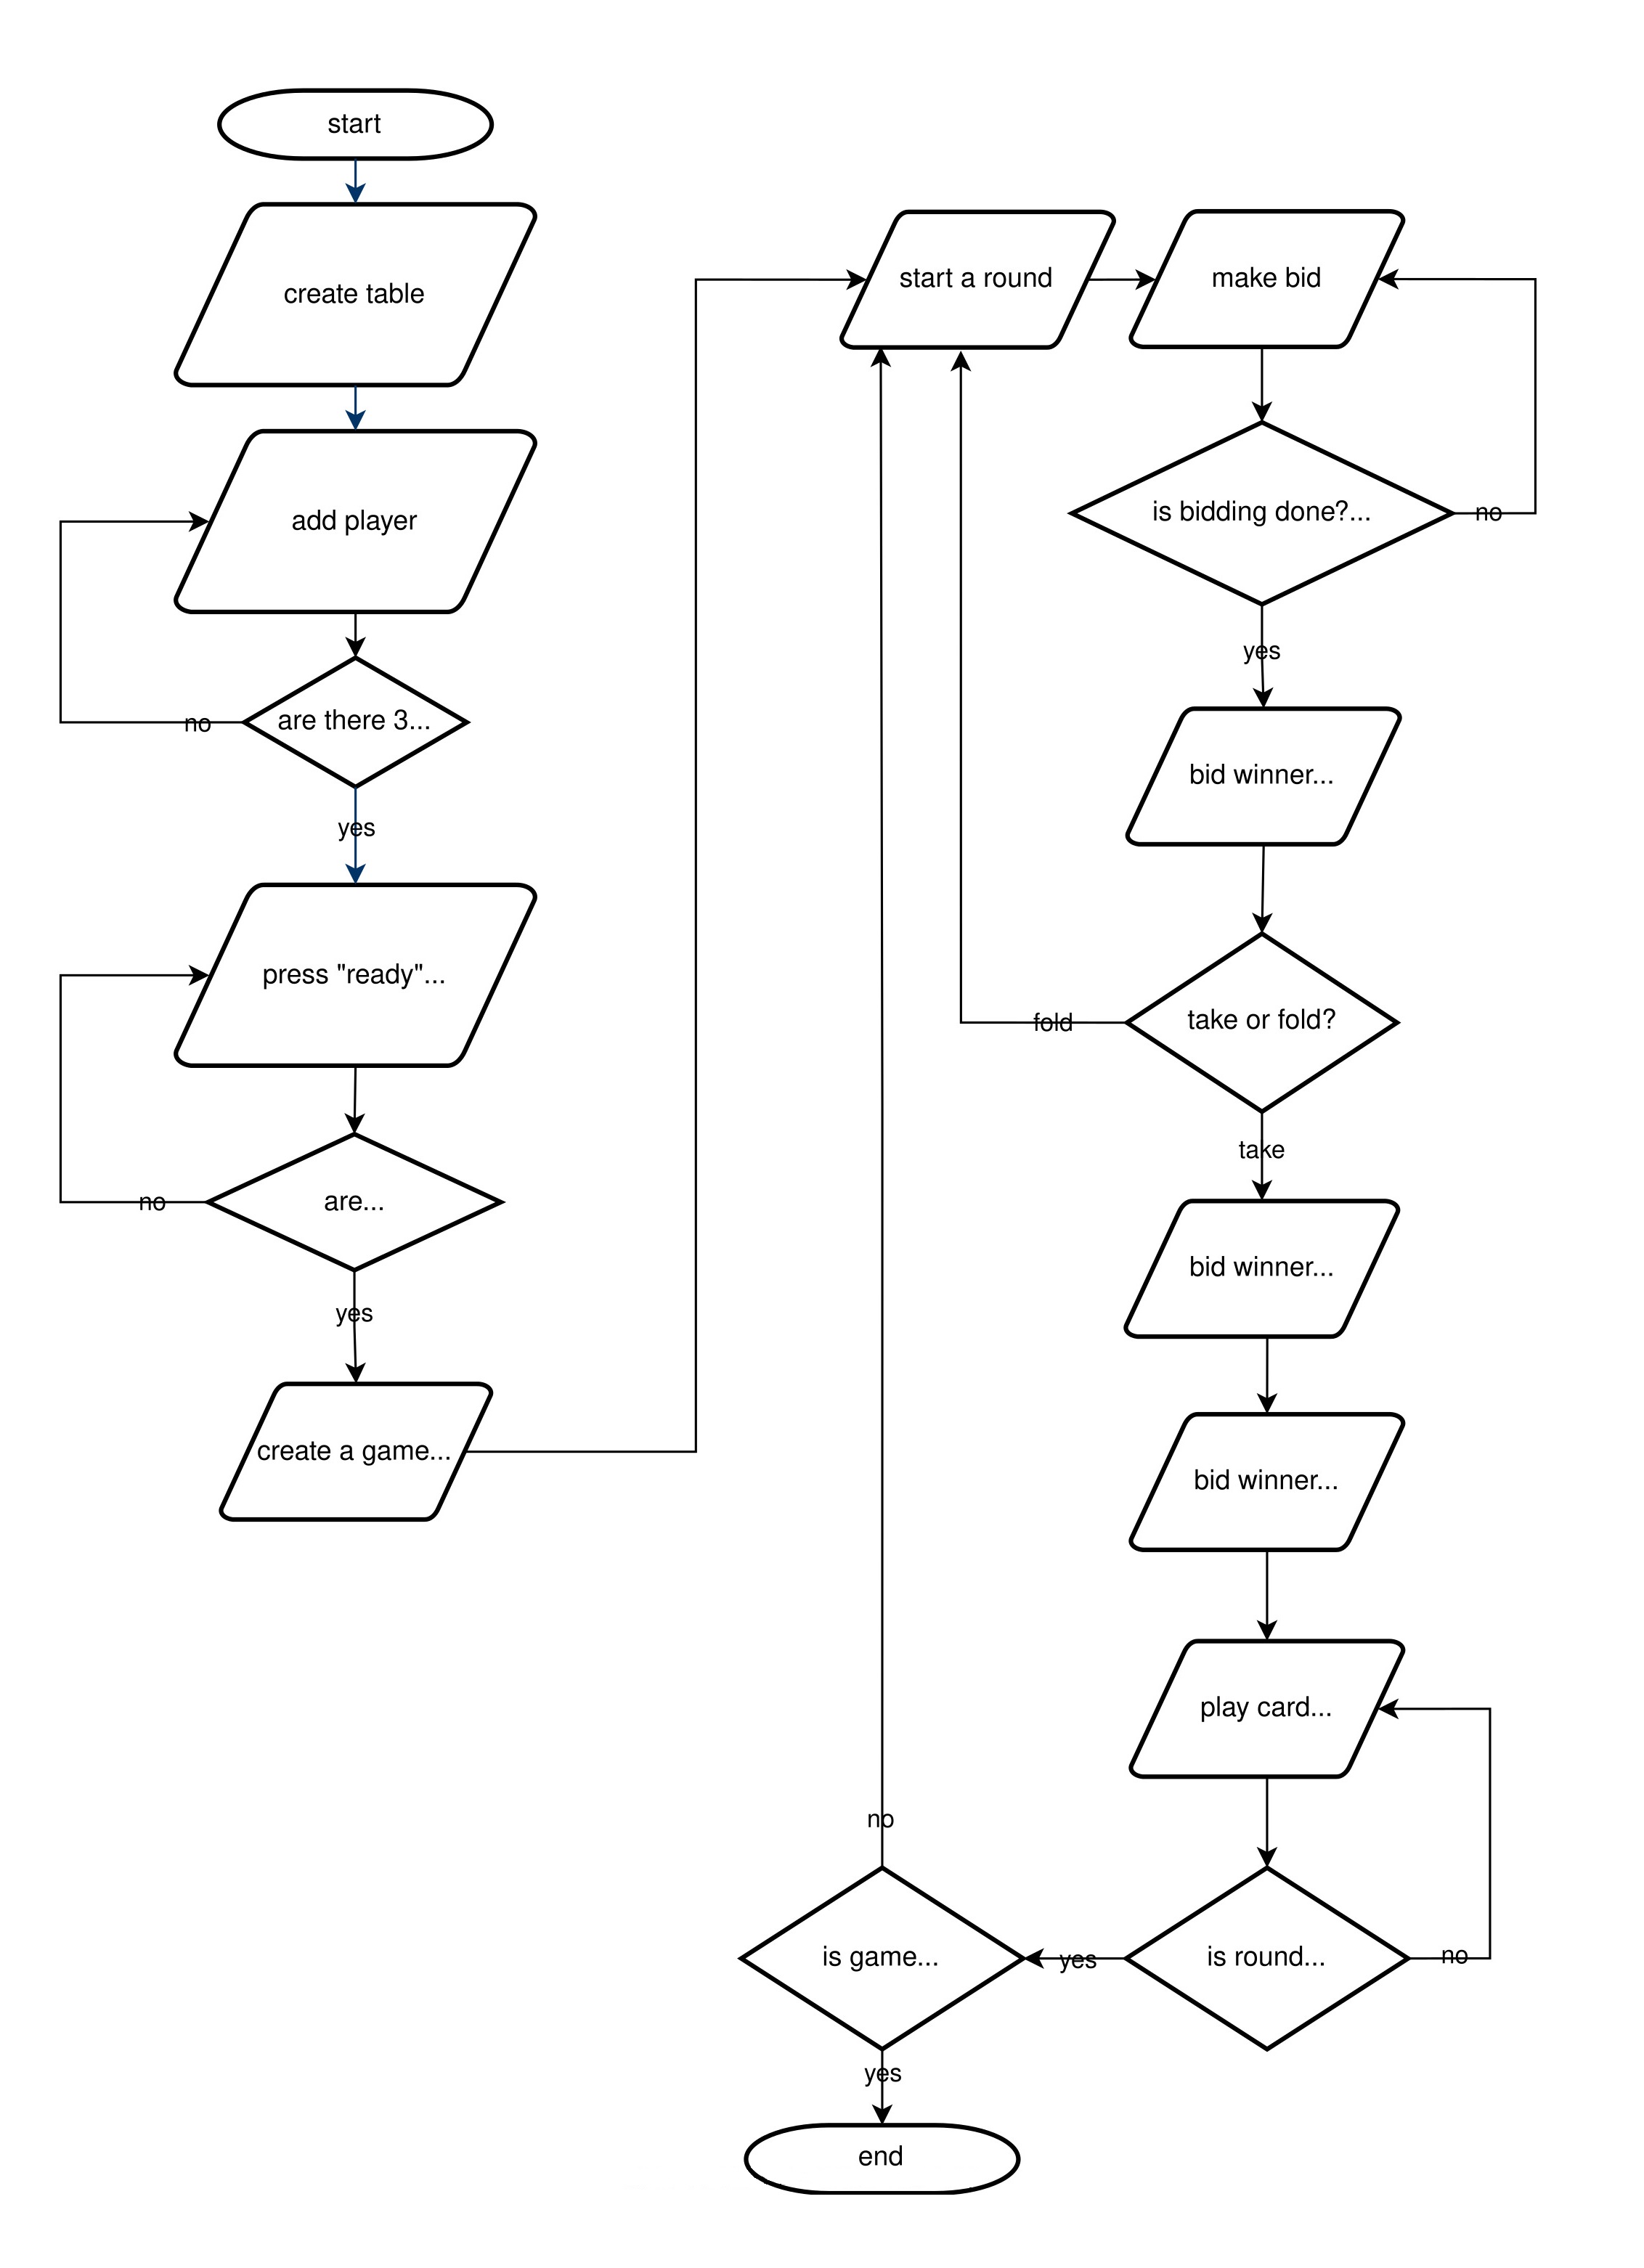 start
create table
add player
are there 3...
no
yes
press "ready"...
are...
no
yes
create a game...
start a round
make bid
is bidding done?...
no
yes
bid winner...
take or fold?
fold
take
bid winner...
bid winner...
play card...
is round...
no
yes
is game...
no
yes
end